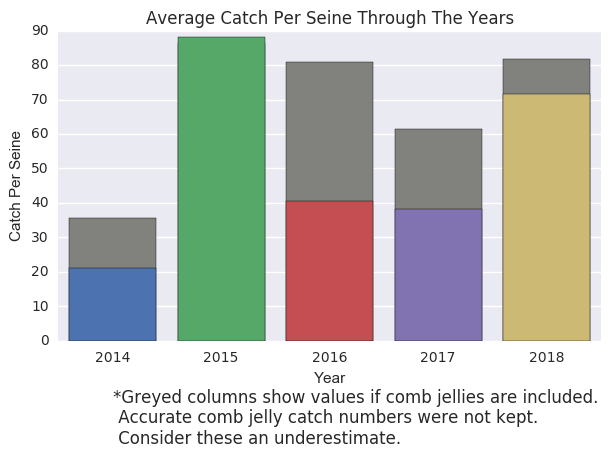 Average Catch Per Seine Through The Years
90
80
70
60
50
40
30
20
10
0
Catch Per Seine
2014 2015 2016 2017 2018
Year
*Greyed columns show values if comb jellies are included.
Accurate comb jelly catch numbers were not kept.
Consider these an underestimate.